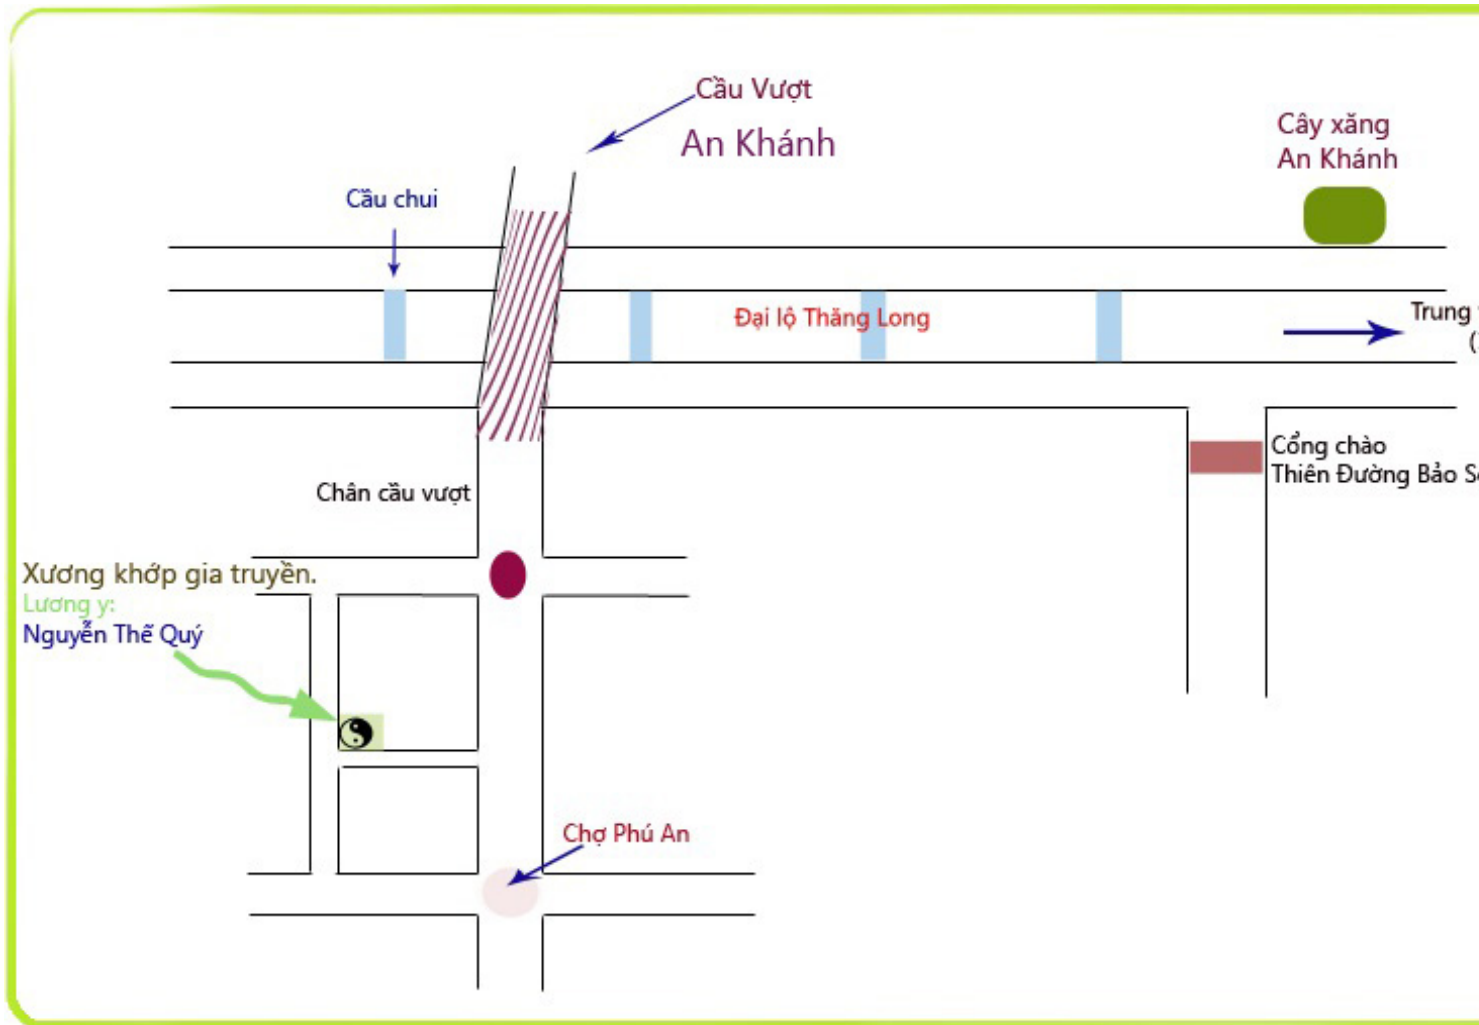 Cầu Vượt
An Khánh
Cây xăng
An Khánh
Cầu chui
Đại lộ Thăng Long
Trung
(
Cổng chào
Thiên Đường Bảo
Chân cầu vượt
Xương khớp gia truyền.
Lương y:
Nguyễn Thế Quý
Chợ Phú An